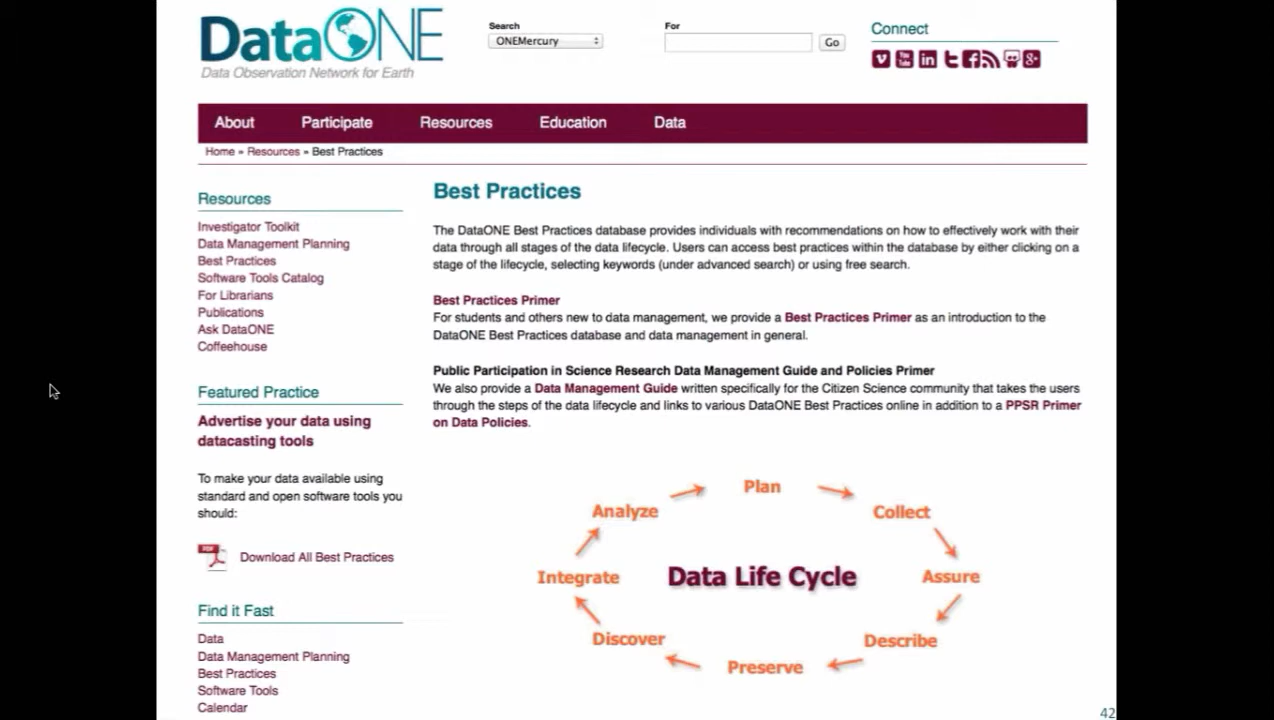 DataONE
Data Observation Network for Earth
Search
ONEMercury
For
Go
Connect
About Participate Resources Education Data
Home » Resources » Best Practices
Resources
Investigator Toolkit
Data Management Planning
Best Practices
Software Tools Catalog
For Librarians
Publications
Ask DataONE
Coffeehouse
Featured Practice
Advertise your data using
datacasting tools
To make your data available using
standard and open software tools you
should:
Download All Best Practices
Find it Fast
Data
Data Management Planning
Best Practices
Software Tools
Calendar
Best Practices
The DataONE Best Practices database provides individuals with recommendations on how to effectively work with their
data through all stages of the data lifecycle. Users can access best practices within the database by either clicking on a
stage of the lifecycle, selecting keywords (under advanced search) or using free search.
Best Practices Primer
For students and others new to data management, we provide a Best Practices Primer as an introduction to the
DataONE Best Practices database and data management in general.
Public Participation in Science Research Data Management Guide and Policies Primer
We also provide a Data Management Guide written specifically for the Citizen Science community that takes the users
through the steps of the data lifecycle and links to various DataONE Best Practices online in addition to a PPSR Primer
on Data Policies.
Plan
Collect
Assure
Describe
Preserve
Discover
Integrate
Analyze
Data Life Cycle
42